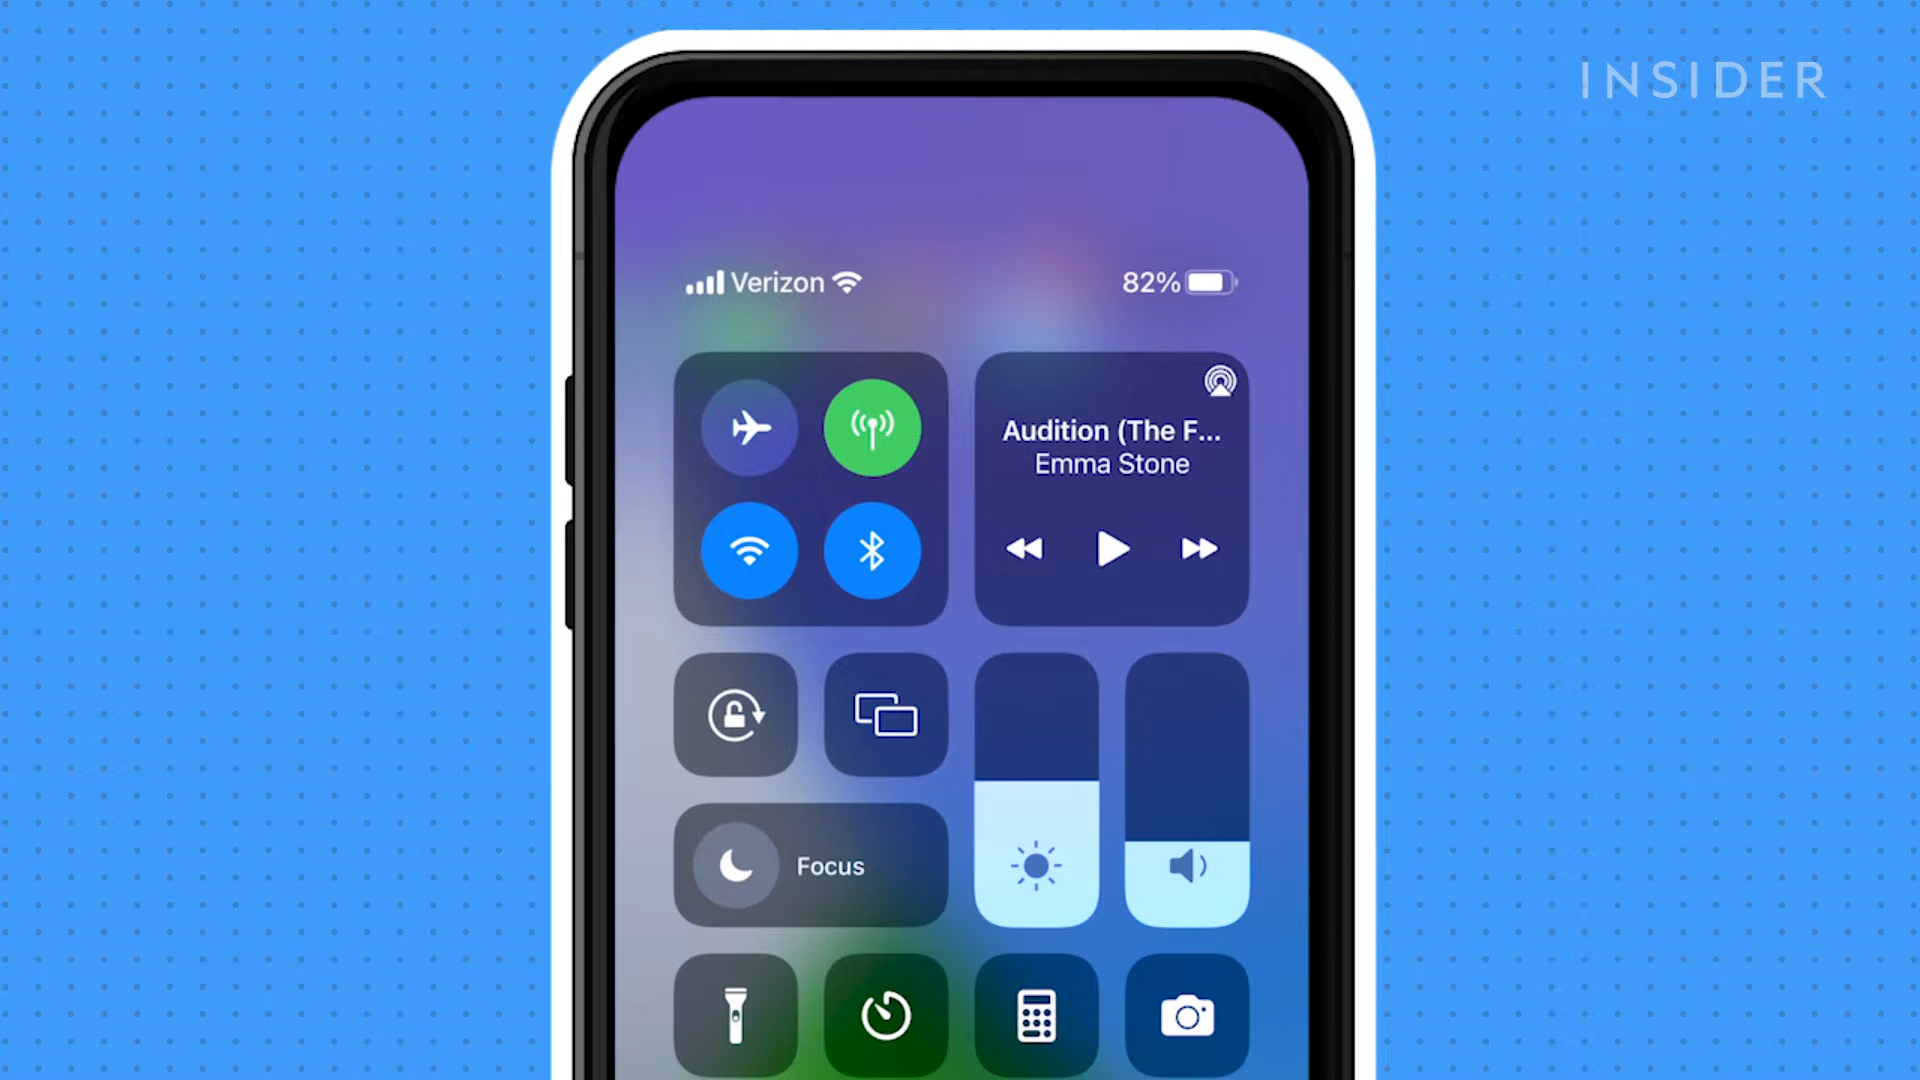 INSIDER
Verizon 82%
Audition (The F...
Emma Stone
Focus